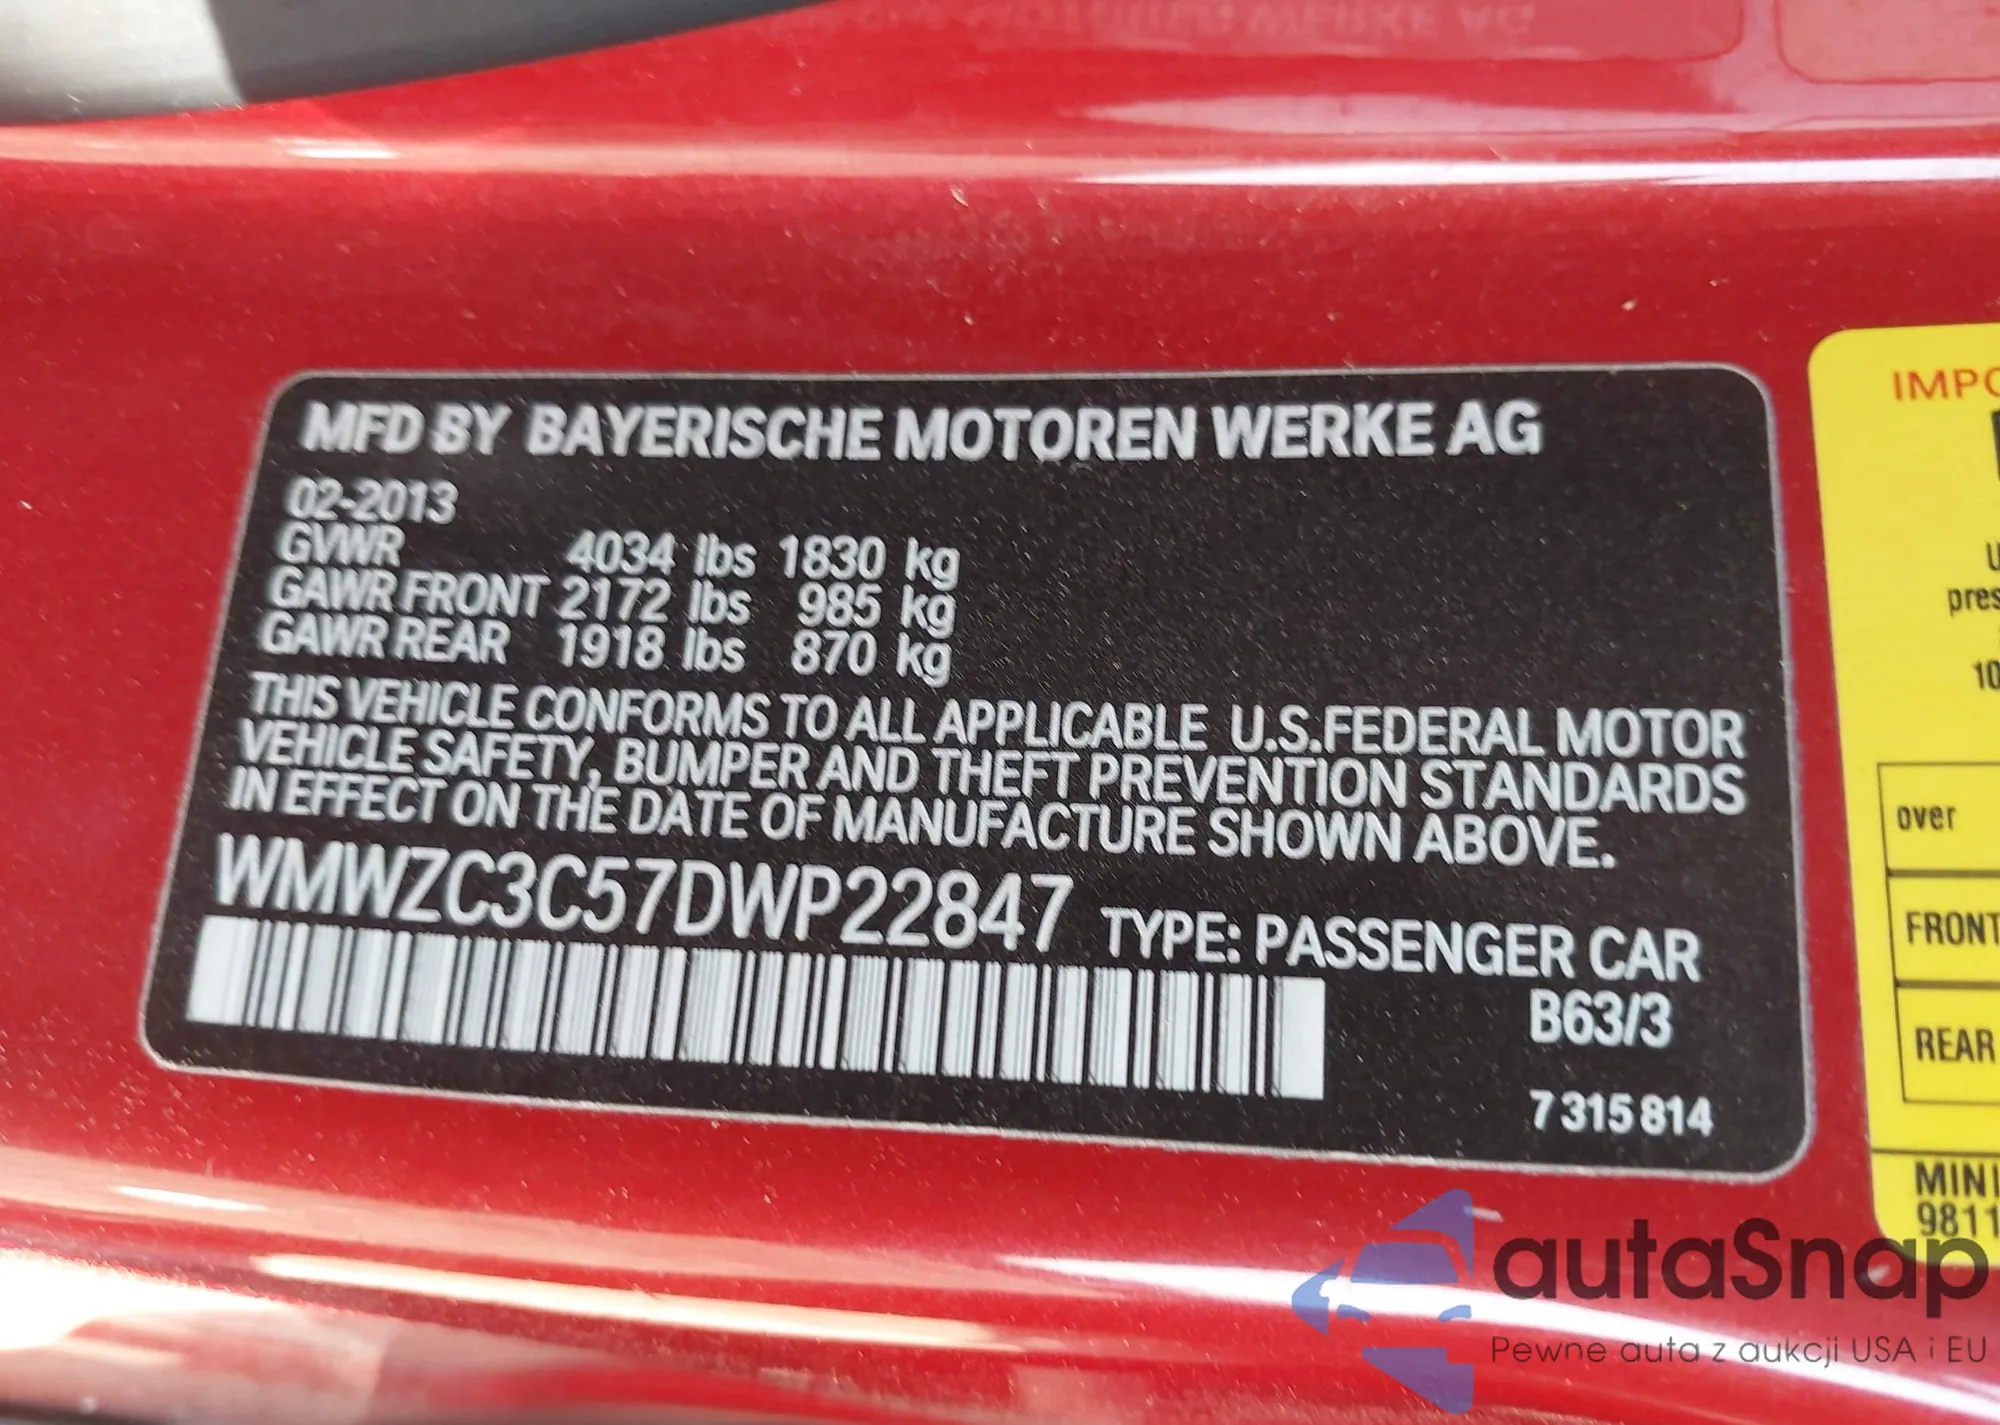 MFD BY BAYERISCHE MOTOREN WERKE AG
02-2013
GVWR 4034 lbs 1830 kg
GAWR FRONT 2172 lbs 985 kg
GAWR REAR 1918 lbs 870 kg
THIS VEHICLE CONFORMS TO ALL APPLICABLE U.S.FEDERAL MOTOR
VEHICLE SAFETY, BUMPER AND THEFT PREVENTION STANDARDS
IN EFFECT ON THE DATE OF MANUFACTURE SHOWN ABOVE.
WMWZC3C57DWP22847 TYPE: PASSENGER CAR
B63/3
7 315 814
IMPO
pres
10
over
FRONT
REAR
MINI
9811
autaSnap
Pewne auta z aukcji USA i EU